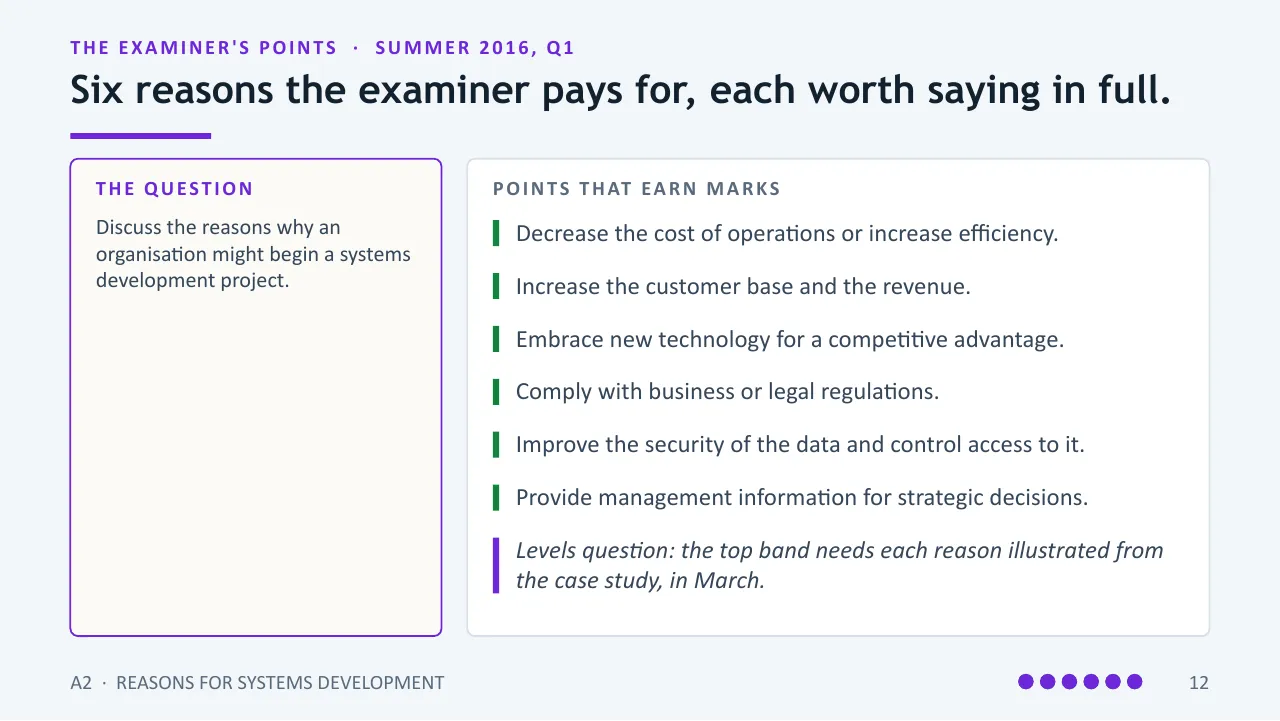 THE EXAMINER'S POINTS · SUMMER 2016, Q1
Six reasons the examiner pays for, each worth saying in full.
THE QUESTION
Discuss the reasons why an
organisation might begin a systems
development project.
POINTS THAT EARN MARKS
Decrease the cost of operations or increase efficiency.
Increase the customer base and the revenue.
Embrace new technology for a competitive advantage.
Comply with business or legal regulations.
Improve the security of the data and control access to it.
Provide management information for strategic decisions.
Levels question: the top band needs each reason illustrated from
the case study, in March.
A2 · REASONS FOR SYSTEMS DEVELOPMENT
12